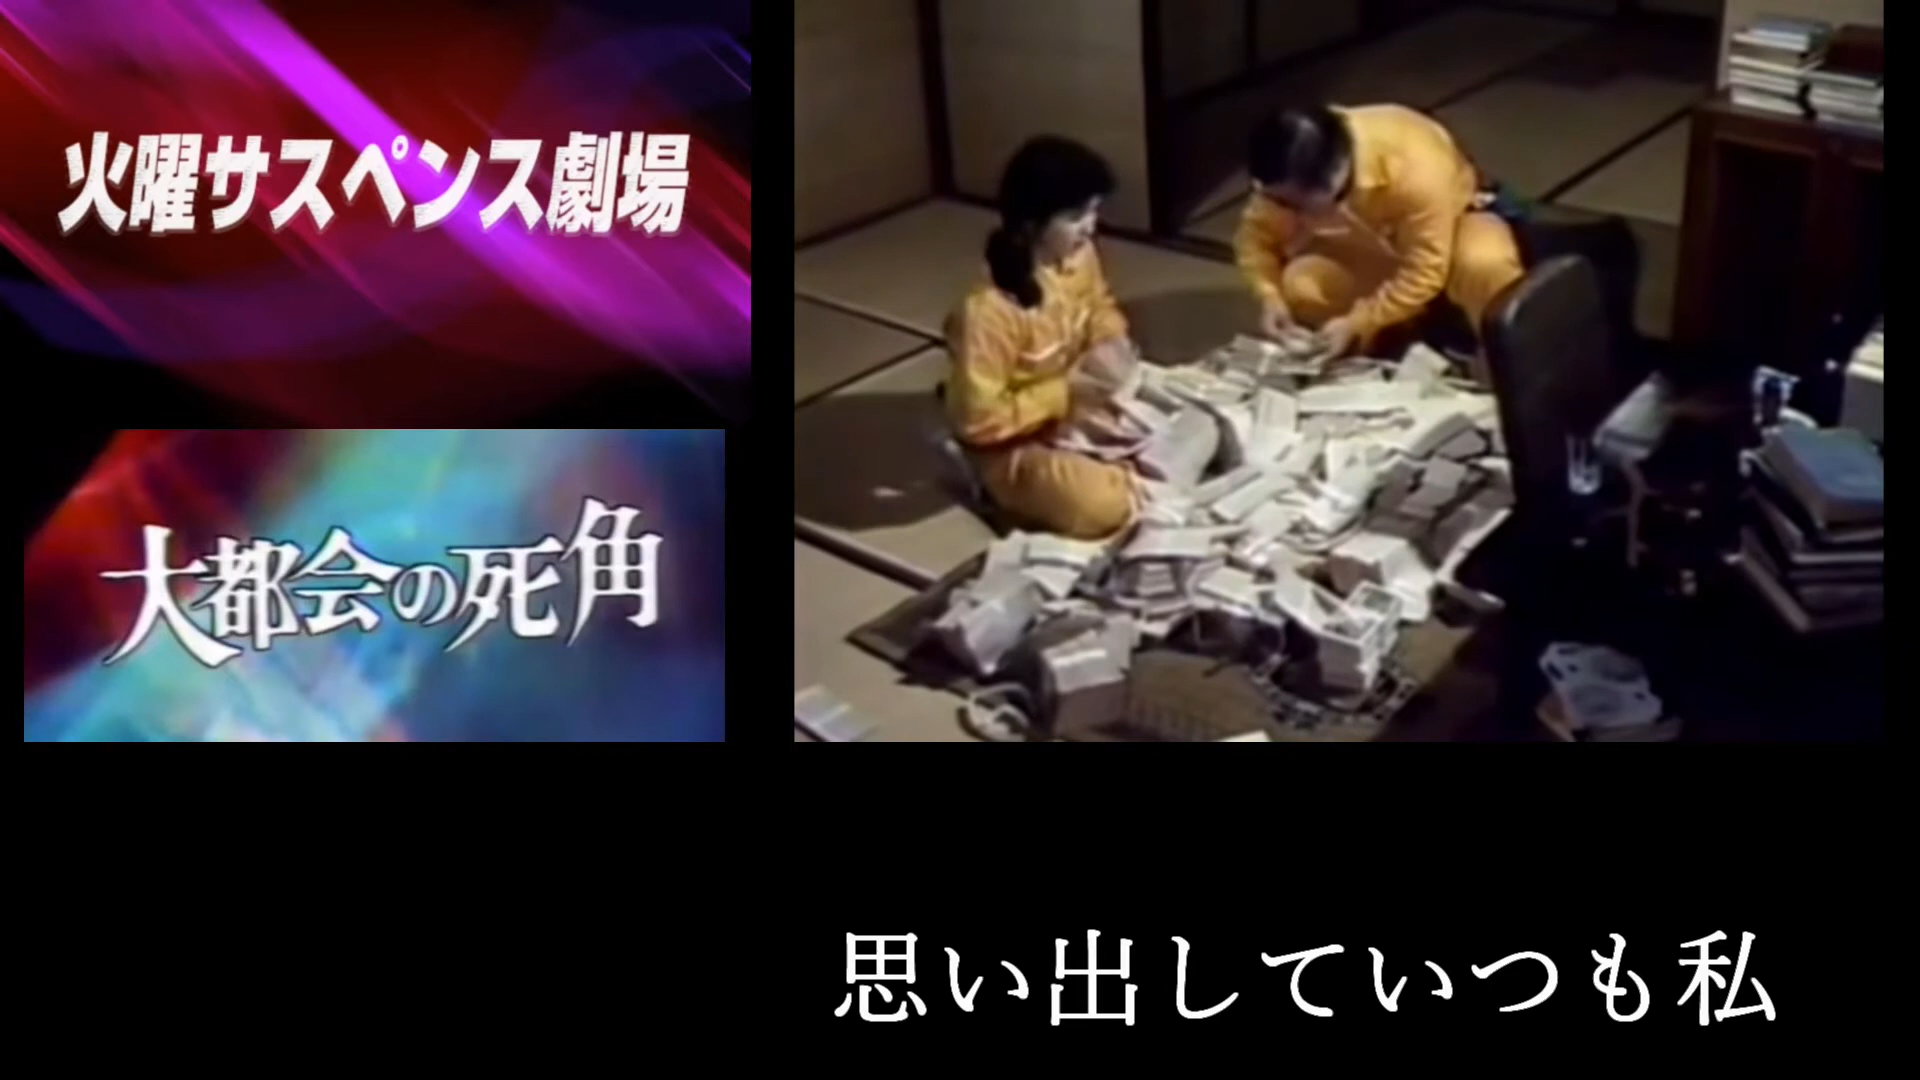 火曜サスペンス劇場
大都会の死角
思い出していつも私